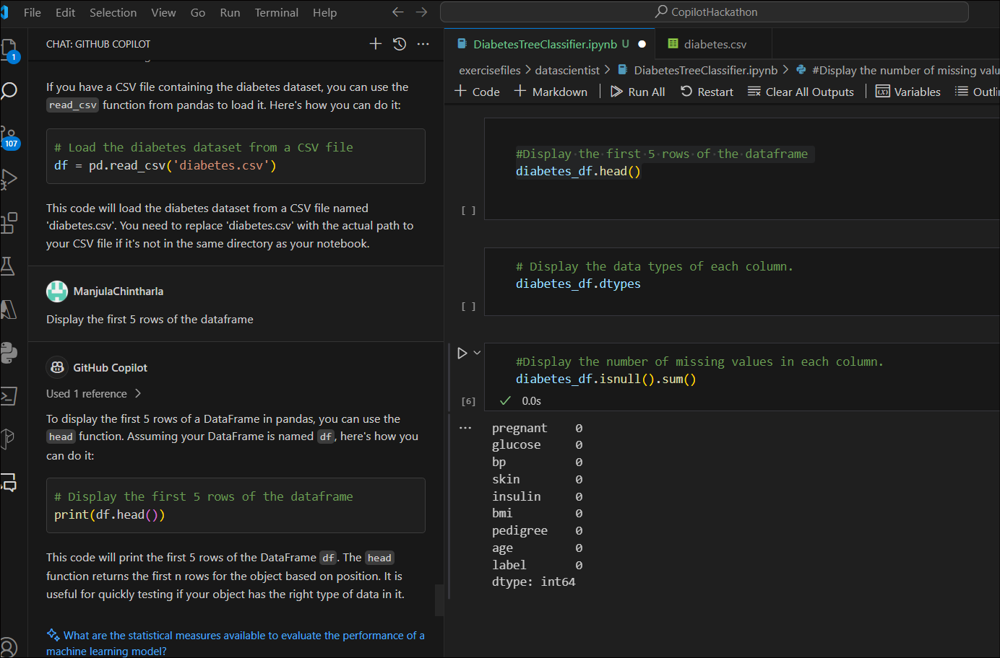 File Edit Selection View Go Run Terminal Help
CopilotHackathon
CHAT: GITHUB COPILOT
If you have a CSV file containing the diabetes dataset, you can use the
read_csv function from pandas to load it. Here's how you can do it:
# Load the diabetes dataset from a CSV file
df = pd.read_csv('diabetes.csv')
This code will load the diabetes dataset from a CSV file named
'diabetes.csv'. You need to replace 'diabetes.csv' with the actual path to
your CSV file if it's not in the same directory as your notebook.
ManjulaChintharla
Display the first 5 rows of the dataframe
GitHub Copilot
Used 1 reference
To display the first 5 rows of a DataFrame in pandas, you can use the
head function. Assuming your DataFrame is named df, here's how you
can do it:
# Display the first 5 rows of the dataframe
print(df.head())
This code will print the first 5 rows of the DataFrame df. The head
function returns the first n rows for the object based on position. It is
useful for quickly testing if your object has the right type of data in it.
What are the statistical measures available to evaluate the performance of a
machine learning model?
1
107
DiabetesTreeClassifier.ipynb U
diabetes.csv
exercisefiles > datascientist > DiabetesTreeClassifier.ipynb > #Display the number of missing valu
+ Code + Markdown Run All Restart Clear All Outputs Variables Outli
#Display the first 5 rows of the dataframe
diabetes_df.head()
[ ]
# Display the data types of each column.
diabetes_df.dtypes
[ ]
#Display the number of missing values in each column.
diabetes_df.isnull().sum()
[6] ✓ 0.0s
... pregnant 0
glucose 0
bp 0
skin 0
insulin 0
bmi 0
pedigree 0
age 0
label 0
dtype: int64